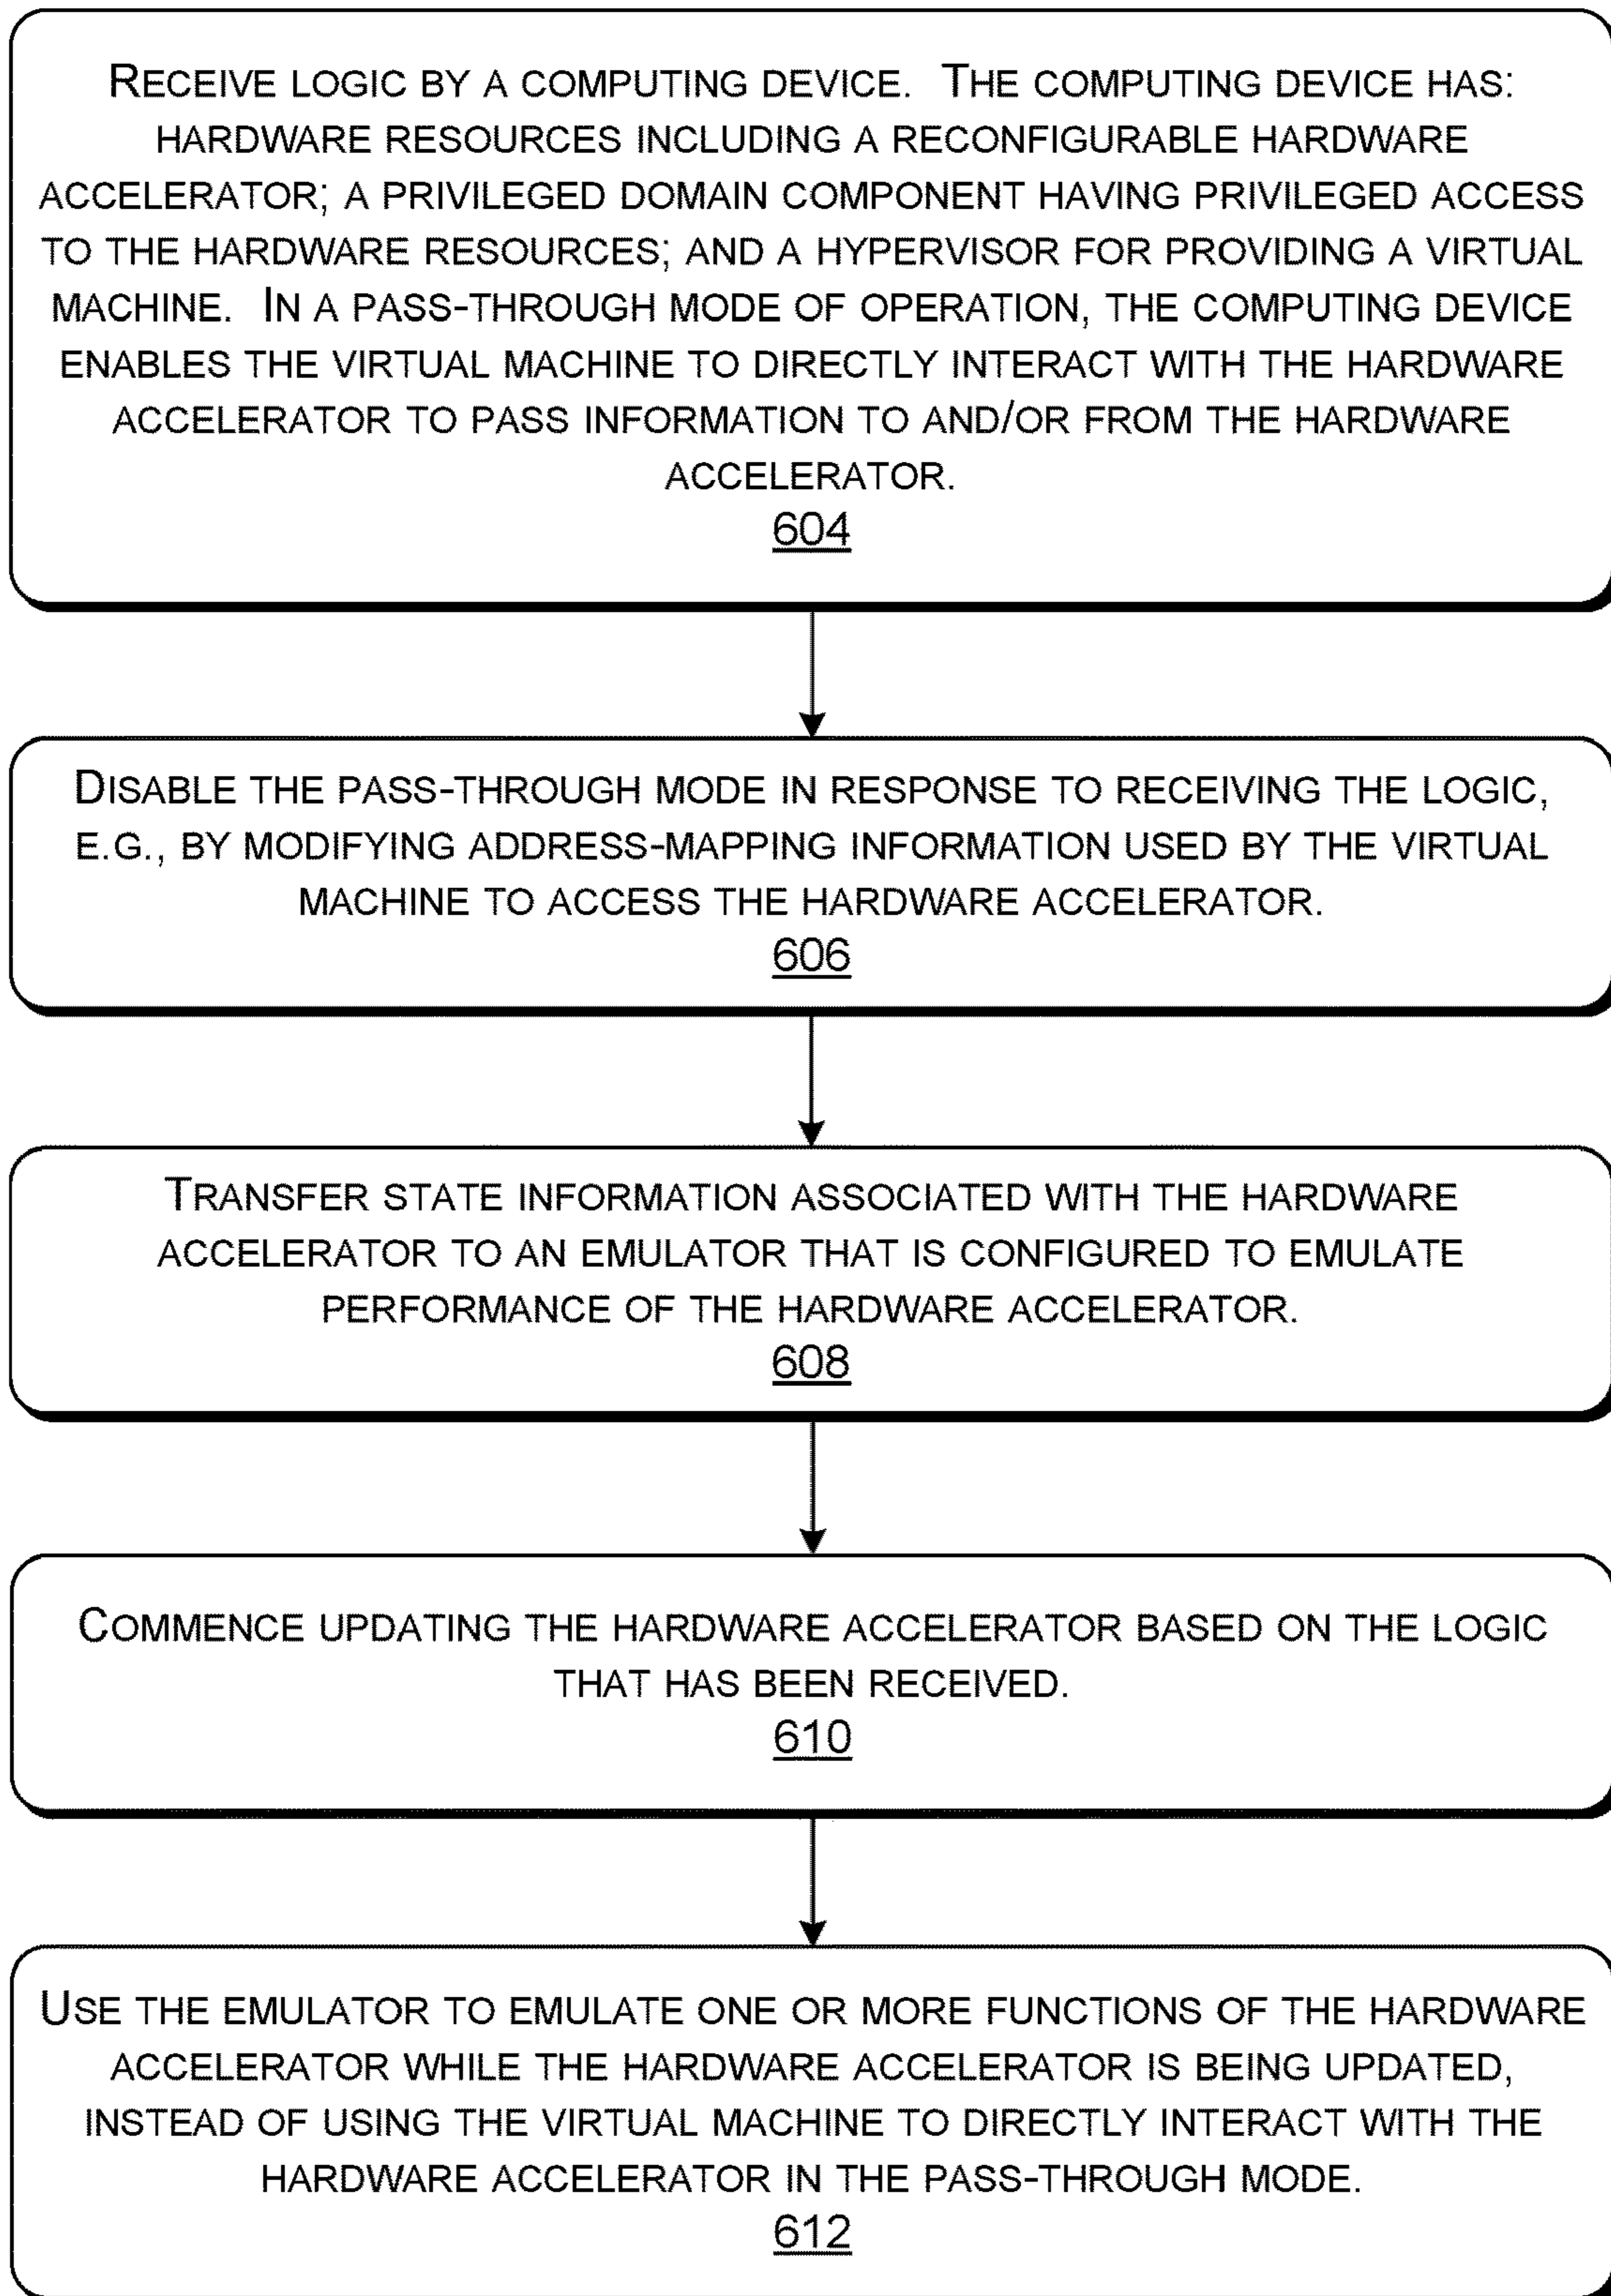 RECEIVE LOGIC BY A COMPUTING DEVICE. THE COMPUTING DEVICE HAS:
HARDWARE RESOURCES INCLUDING A RECONFIGURABLE HARDWARE
ACCELERATOR; A PRIVILEGED DOMAIN COMPONENT HAVING PRIVILEGED ACCESS
TO THE HARDWARE RESOURCES; AND A HYPERVISOR FOR PROVIDING A VIRTUAL
MACHINE. IN A PASS-THROUGH MODE OF OPERATION, THE COMPUTING DEVICE
ENABLES THE VIRTUAL MACHINE TO DIRECTLY INTERACT WITH THE HARDWARE
ACCELERATOR TO PASS INFORMATION TO AND/OR FROM THE HARDWARE
ACCELERATOR.
604
DISABLE THE PASS-THROUGH MODE IN RESPONSE TO RECEIVING THE LOGIC,
E.G., BY MODIFYING ADDRESS-MAPPING INFORMATION USED BY THE VIRTUAL
MACHINE TO ACCESS THE HARDWARE ACCELERATOR.
606
TRANSFER STATE INFORMATION ASSOCIATED WITH THE HARDWARE
ACCELERATOR TO AN EMULATOR THAT IS CONFIGURED TO EMULATE
PERFORMANCE OF THE HARDWARE ACCELERATOR.
608
COMMENCE UPDATING THE HARDWARE ACCELERATOR BASED ON THE LOGIC
THAT HAS BEEN RECEIVED.
610
USE THE EMULATOR TO EMULATE ONE OR MORE FUNCTIONS OF THE HARDWARE
ACCELERATOR WHILE THE HARDWARE ACCELERATOR IS BEING UPDATED,
INSTEAD OF USING THE VIRTUAL MACHINE TO DIRECTLY INTERACT WITH THE
HARDWARE ACCELERATOR IN THE PASS-THROUGH MODE.
612